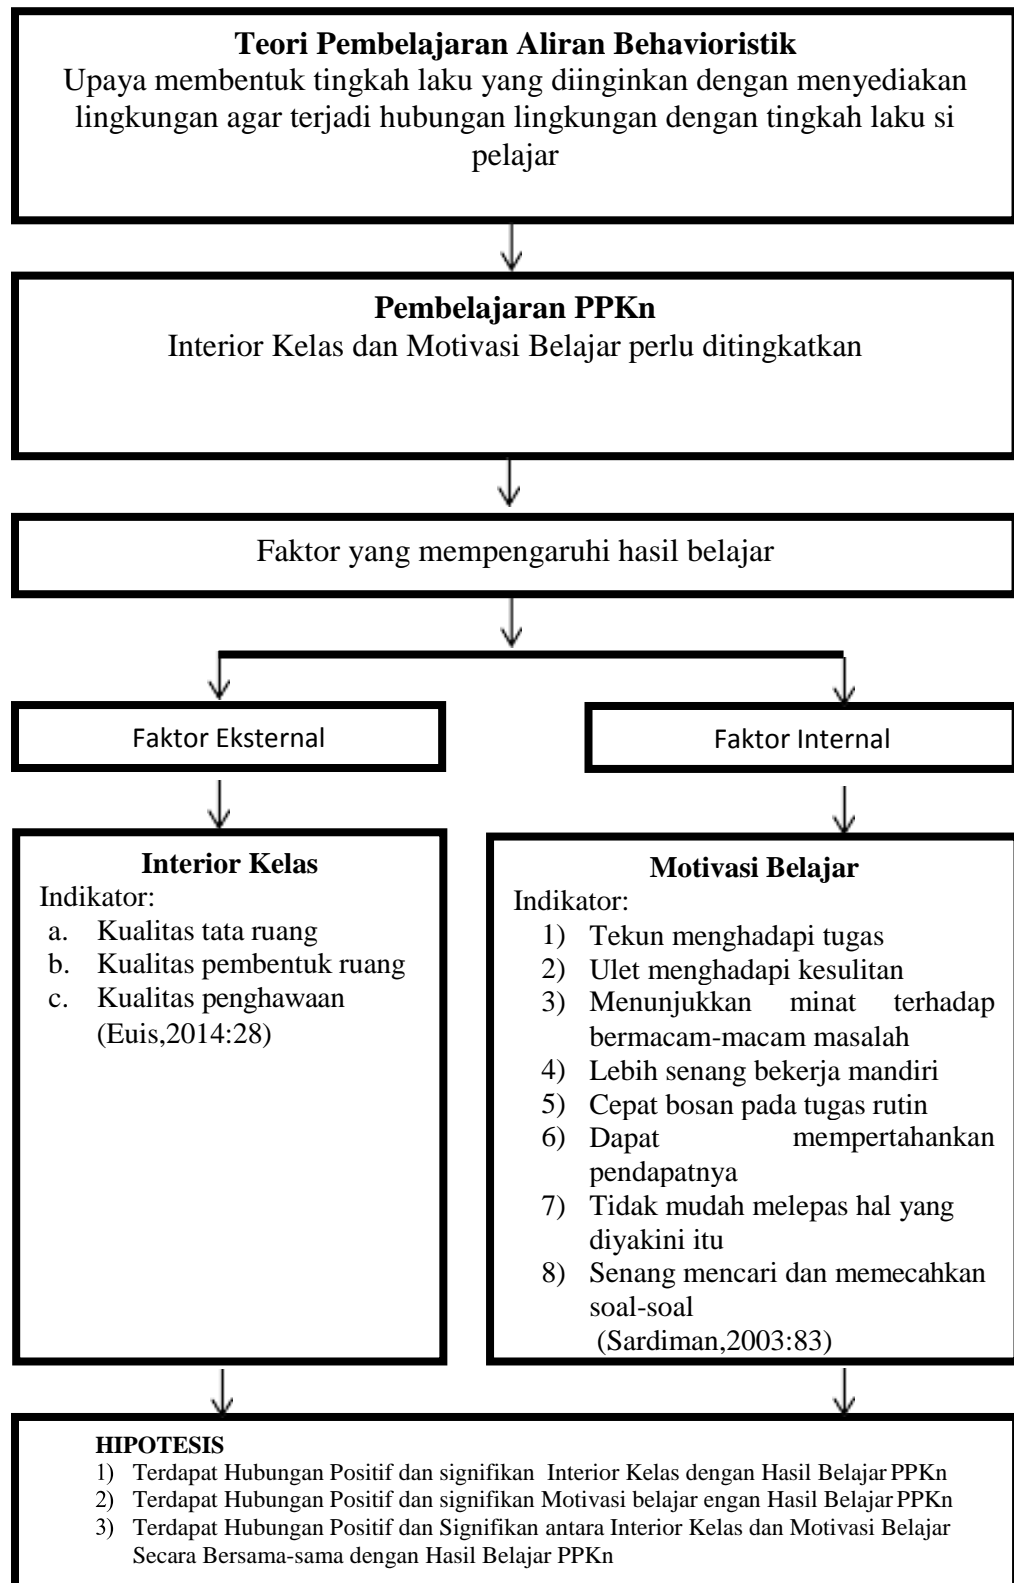 Teori Pembelajaran Aliran Behavioristik
Upaya membentuk tingkah laku yang diinginkan dengan menyediakan
lingkungan agar terjadi hubungan lingkungan dengan tingkah laku si
pelajar
Pembelajaran PPKn
Interior Kelas dan Motivasi Belajar perlu ditingkatkan
Faktor yang mempengaruhi hasil belajar
Faktor Eksternal
Faktor Internal
Interior Kelas
Indikator:
a. Kualitas tata ruang
b. Kualitas pembentuk ruang
c. Kualitas penghawaan
(Euis,2014:28)
Motivasi Belajar
Indikator:
1) Tekun menghadapi tugas
2) Ulet menghadapi kesulitan
3) Menunjukkan minat terhadap
bermacam-macam masalah
4) Lebih senang bekerja mandiri
5) Cepat bosan pada tugas rutin
6) Dapat mempertahankan
pendapatnya
7) Tidak mudah melepas hal yang
diyakini itu
8) Senang mencari dan memecahkan
soal-soal
(Sardiman,2003:83)
HIPOTESIS
1) Terdapat Hubungan Positif dan signifikan Interior Kelas dengan Hasil Belajar PPKn
2) Terdapat Hubungan Positif dan signifikan Motivasi belajar engan Hasil Belajar PPKn
3) Terdapat Hubungan Positif dan Signifikan antara Interior Kelas dan Motivasi Belajar
Secara Bersama-sama dengan Hasil Belajar PPKn